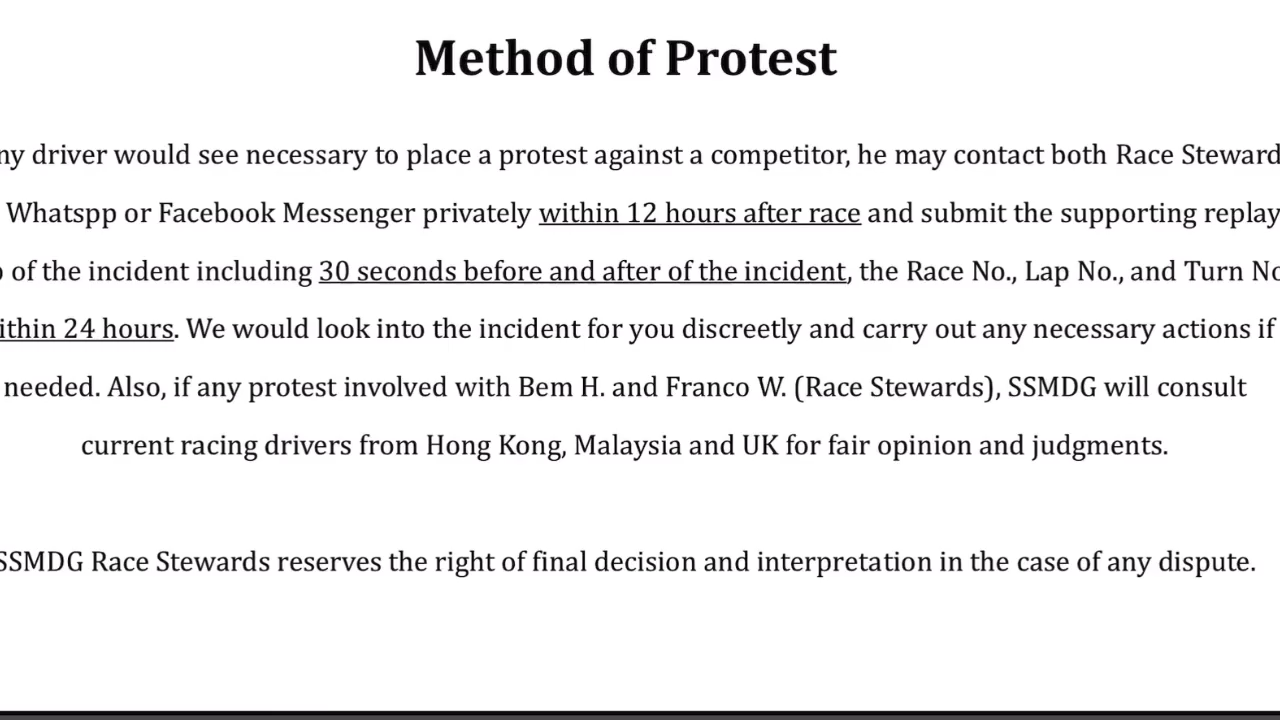 Method of Protest
ny driver would see necessary to place a protest against a competitor, he may contact both Race Steward
Whatspp or Facebook Messenger privately within 12 hours after race and submit the supporting replay
of the incident including 30 seconds before and after of the incident, the Race No., Lap No., and Turn No
ithin 24 hours. We would look into the incident for you discreetly and carry out any necessary actions if
needed. Also, if any protest involved with Bem H. and Franco W. (Race Stewards), SSMDG will consult
current racing drivers from Hong Kong, Malaysia and UK for fair opinion and judgments.
SSMDG Race Stewards reserves the right of final decision and interpretation in the case of any dispute.